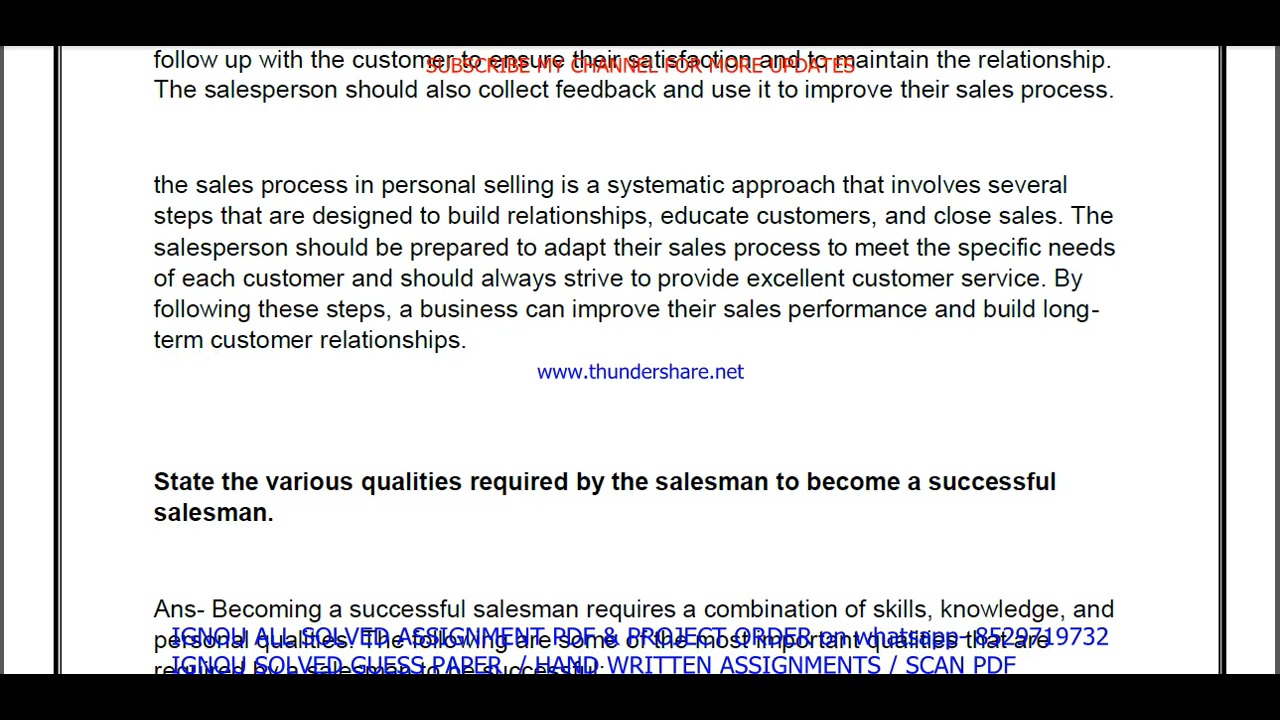 follow up with the customer to ensure their satisfaction and to maintain the relationship.
SUBSCRIBE MY CHANNEL FOR MORE UPDATES
The salesperson should also collect feedback and use it to improve their sales process.
the sales process in personal selling is a systematic approach that involves several
steps that are designed to build relationships, educate customers, and close sales. The
salesperson should be prepared to adapt their sales process to meet the specific needs
of each customer and should always strive to provide excellent customer service. By
following these steps, a business can improve their sales performance and build long-
term customer relationships.
www.thundershare.net
State the various qualities required by the salesman to become a successful
salesman.
Ans- Becoming a successful salesman requires a combination of skills, knowledge, and
personal qualities. The following are some of the most important qualities that are
IGNOU ALL SOLVED ASSIGNMENT PDF & PROJECT ORDER on whatsapp- 8529719732
required by a salesman to be successful:
IGNOU SOLVED GUESS PAPER / HAND WRITTEN ASSIGNMENTS / SCAN PDF